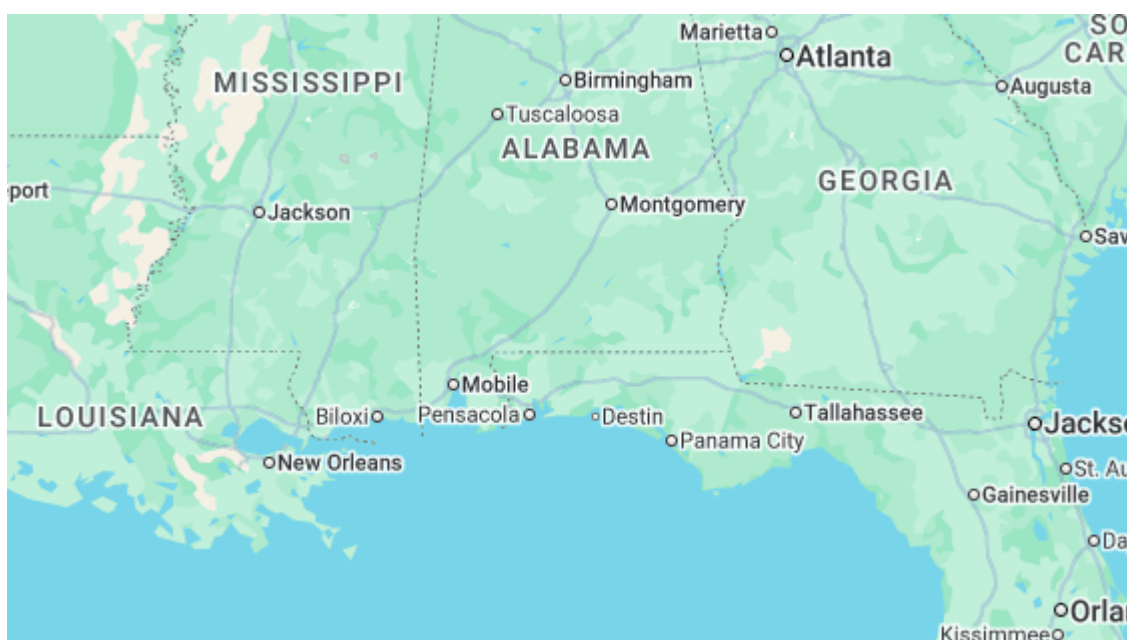 SO
CAR
Marietta
Atlanta
MISSISSIPPI
Birmingham
Augusta
Tuscaloosa
ALABAMA
GEORGIA
port
Jackson
Montgomery
Sav
Mobile
LOUISIANA
Biloxi
Pensacola
Destin
Tallahassee
Jackso
Panama City
New Orleans
St. Au
Gainesville
Da
Orla
Kissimmee